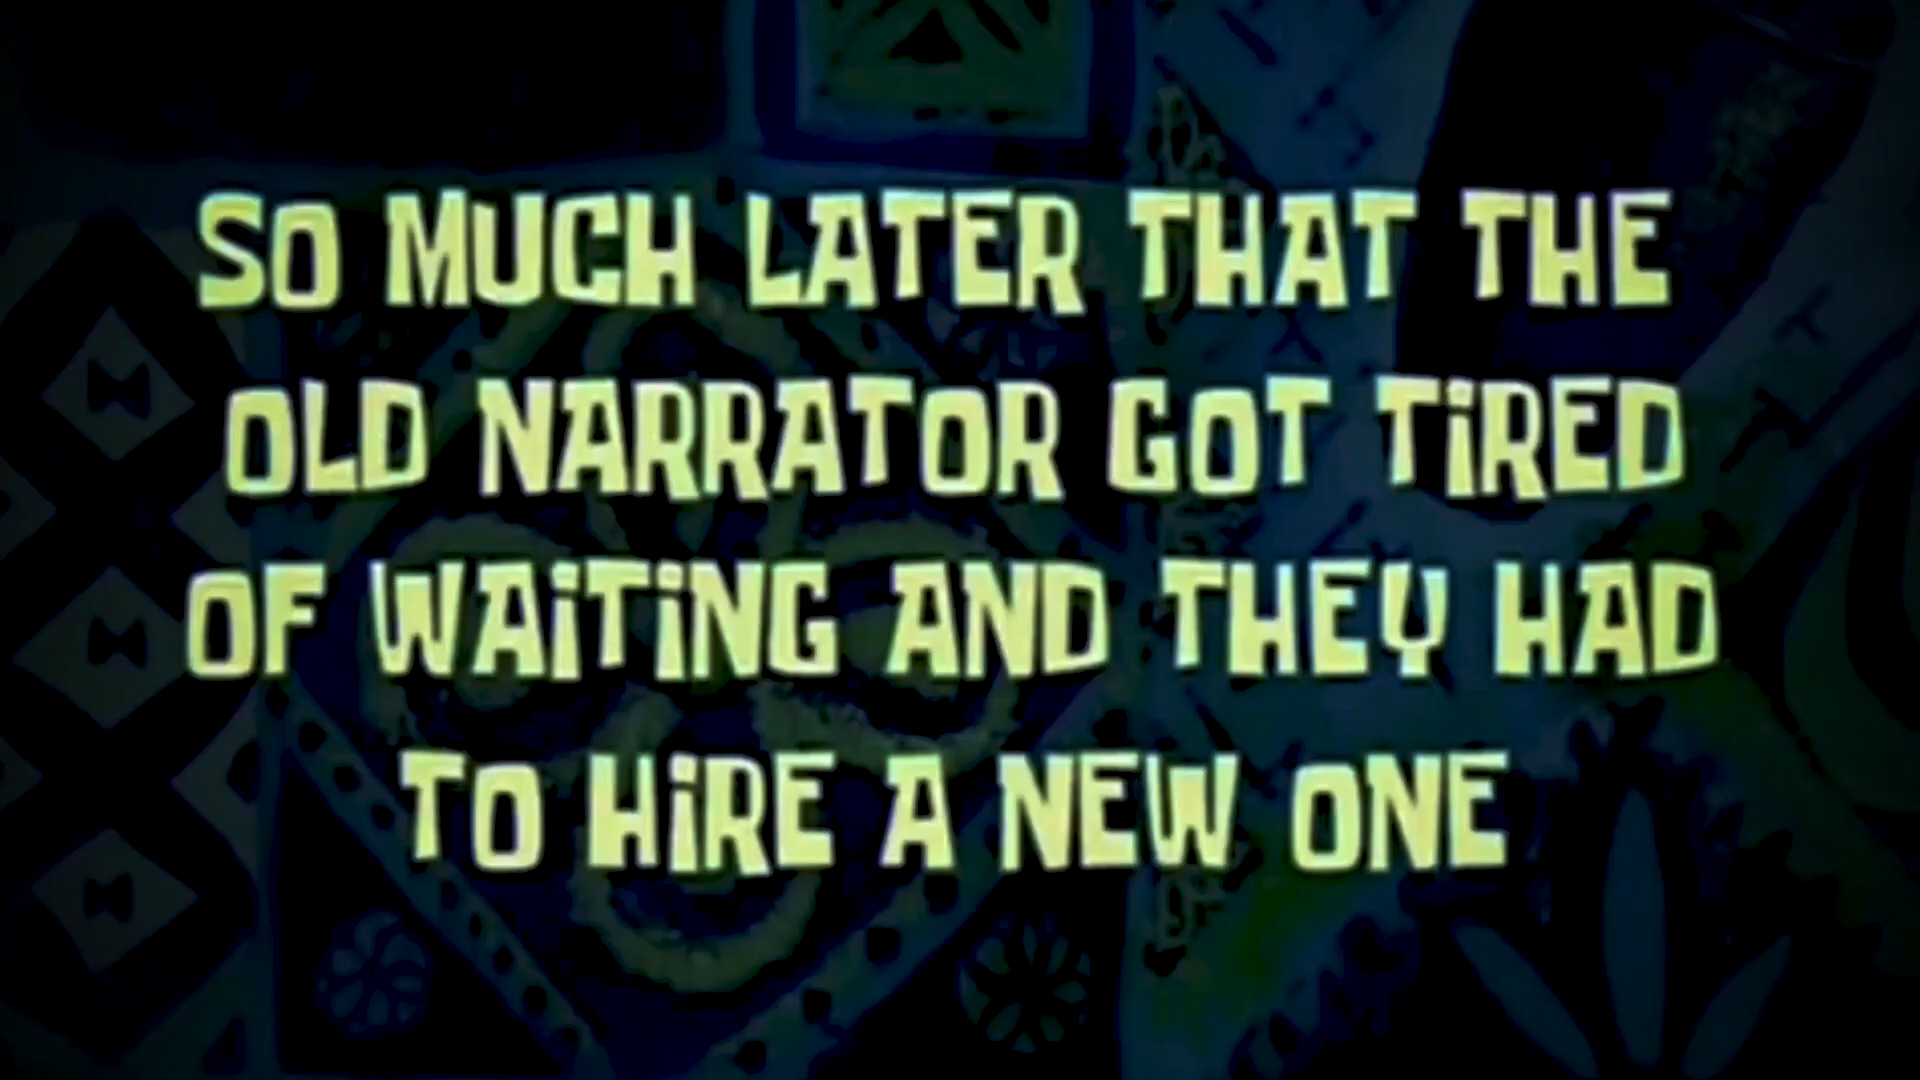 SO MUCH LATER THAT THE
OLD NARRATOR GOT TiRED
OF WAiTiNG AND THEY HAD
TO HiRE A NEW ONE